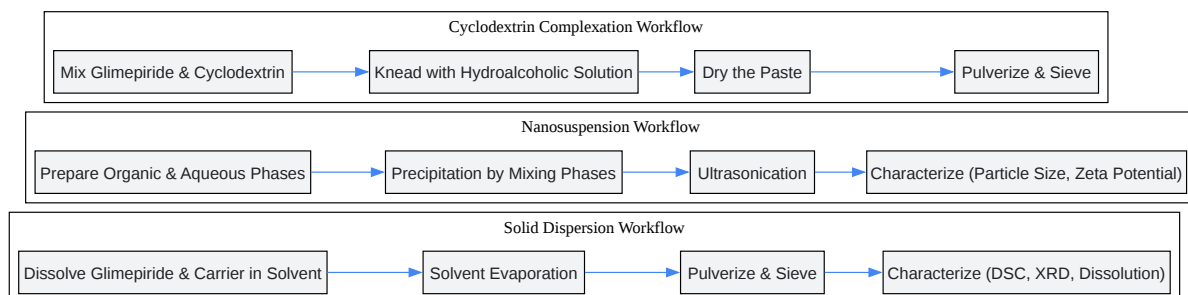 Cyclodextrin Complexation Workflow
Mix Glimepiride & Cyclodextrin
Knead with Hydroalcoholic Solution
Dry the Paste
Pulverize & Sieve
Nanosuspension Workflow
Prepare Organic & Aqueous Phases
Precipitation by Mixing Phases
Ultrasonication
Characterize (Particle Size, Zeta Potential)
Solid Dispersion Workflow
Dissolve Glimepiride & Carrier in Solvent
Solvent Evaporation
Pulverize & Sieve
Characterize (DSC, XRD, Dissolution)